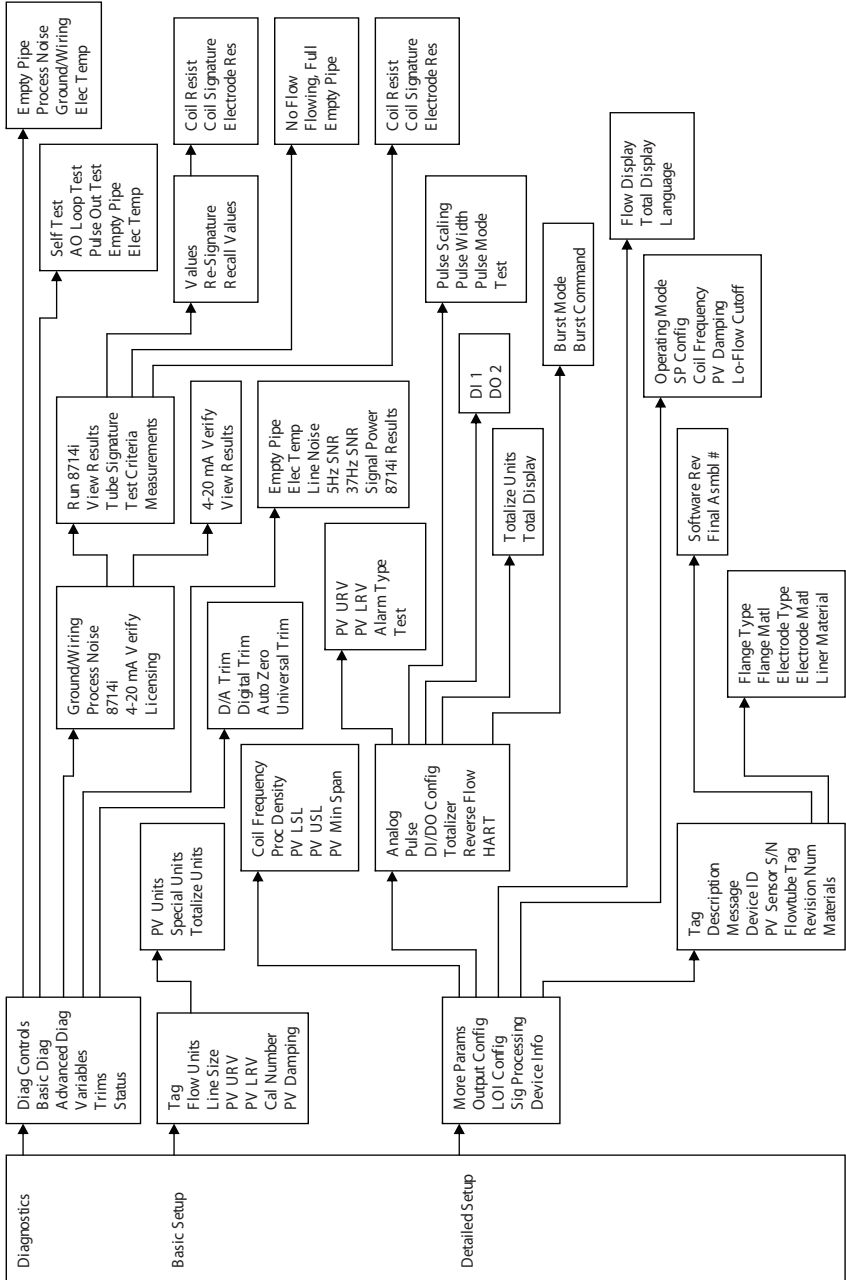 Diagnostics
Basic Setup
Detailed Setup
Diag Controls
Basic Diag
Advanced Diag
Variables
Trims
Status
Empty Pipe
Process Noise
Ground/Wiring
Elec Temp
Self Test
AO Loop Test
Pulse Out Test
Empty Pipe
Elec Temp
Ground/Wiring
Process Noise
8714i
4-20 mA Verify
Licensing
Run 8714i
View Results
Tube Signature
Test Criteria
Measurements
Values
Re-Signature
Recall Values
Coil Resist
Coil Signature
Electrode Res
No Flow
Flowing, Full
Empty Pipe
Coil Resist
Coil Signature
Electrode Res
4-20 mA Verify
View Results
Empty Pipe
Elec Temp
Line Noise
5Hz SNR
37Hz SNR
Signal Power
8714i Results
D/A Trim
Digital Trim
Auto Zero
Universal Trim
Tag
Flow Units
Line Size
PV URV
PV LRV
Cal Number
PV Damping
PV Units
Special Units
Totalize Units
More Params
Output Config
LOI Config
Sig Processing
Device Info
Coil Frequency
Proc Density
PV LSL
PV USL
PV Min Span
Analog
Pulse
DI/DO Config
Totalizer
Reverse Flow
HART
PV URV
PV LRV
Alarm Type
Test
Pulse Scaling
Pulse Width
Pulse Mode
Test
DI 1
DO 2
Totalize Units
Total Display
Burst Mode
Burst Command
Flow Display
Total Display
Language
Operating Mode
SP Config
Coil Frequency
PV Damping
Lo-Flow Cutoff
Tag
Description
Message
Device ID
PV Sensor S/N
Flowtube Tag
Revision Num
Materials
Software Rev
Final Asmbl #
Flange Type
Flange Matl
Electrode Type
Electrode Matl
Liner Material